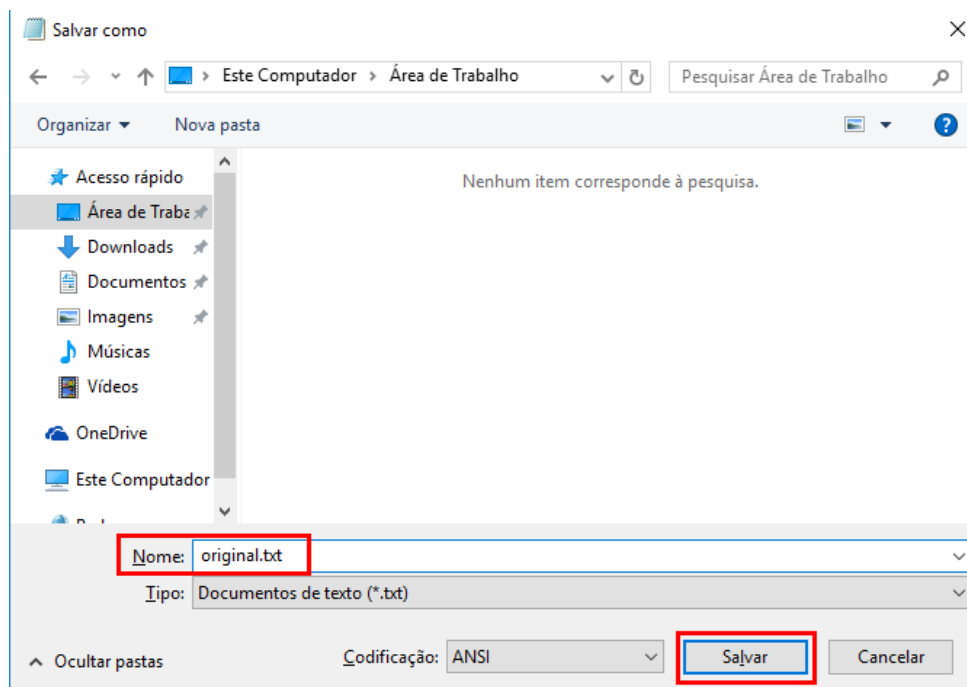 Salvar como
Este Computador > Área de Trabalho
Pesquisar Área de Trabalho
Organizar Nova pasta
Acesso rápido
Nenhum item corresponde à pesquisa.
Área de Traba
Downloads
Documentos
Imagens
Músicas
Vídeos
OneDrive
Este Computador
Nome: original.txt
Tipo: Documentos de texto (*.txt)
Ocultar pastas Codificação: ANSI Salvar Cancelar